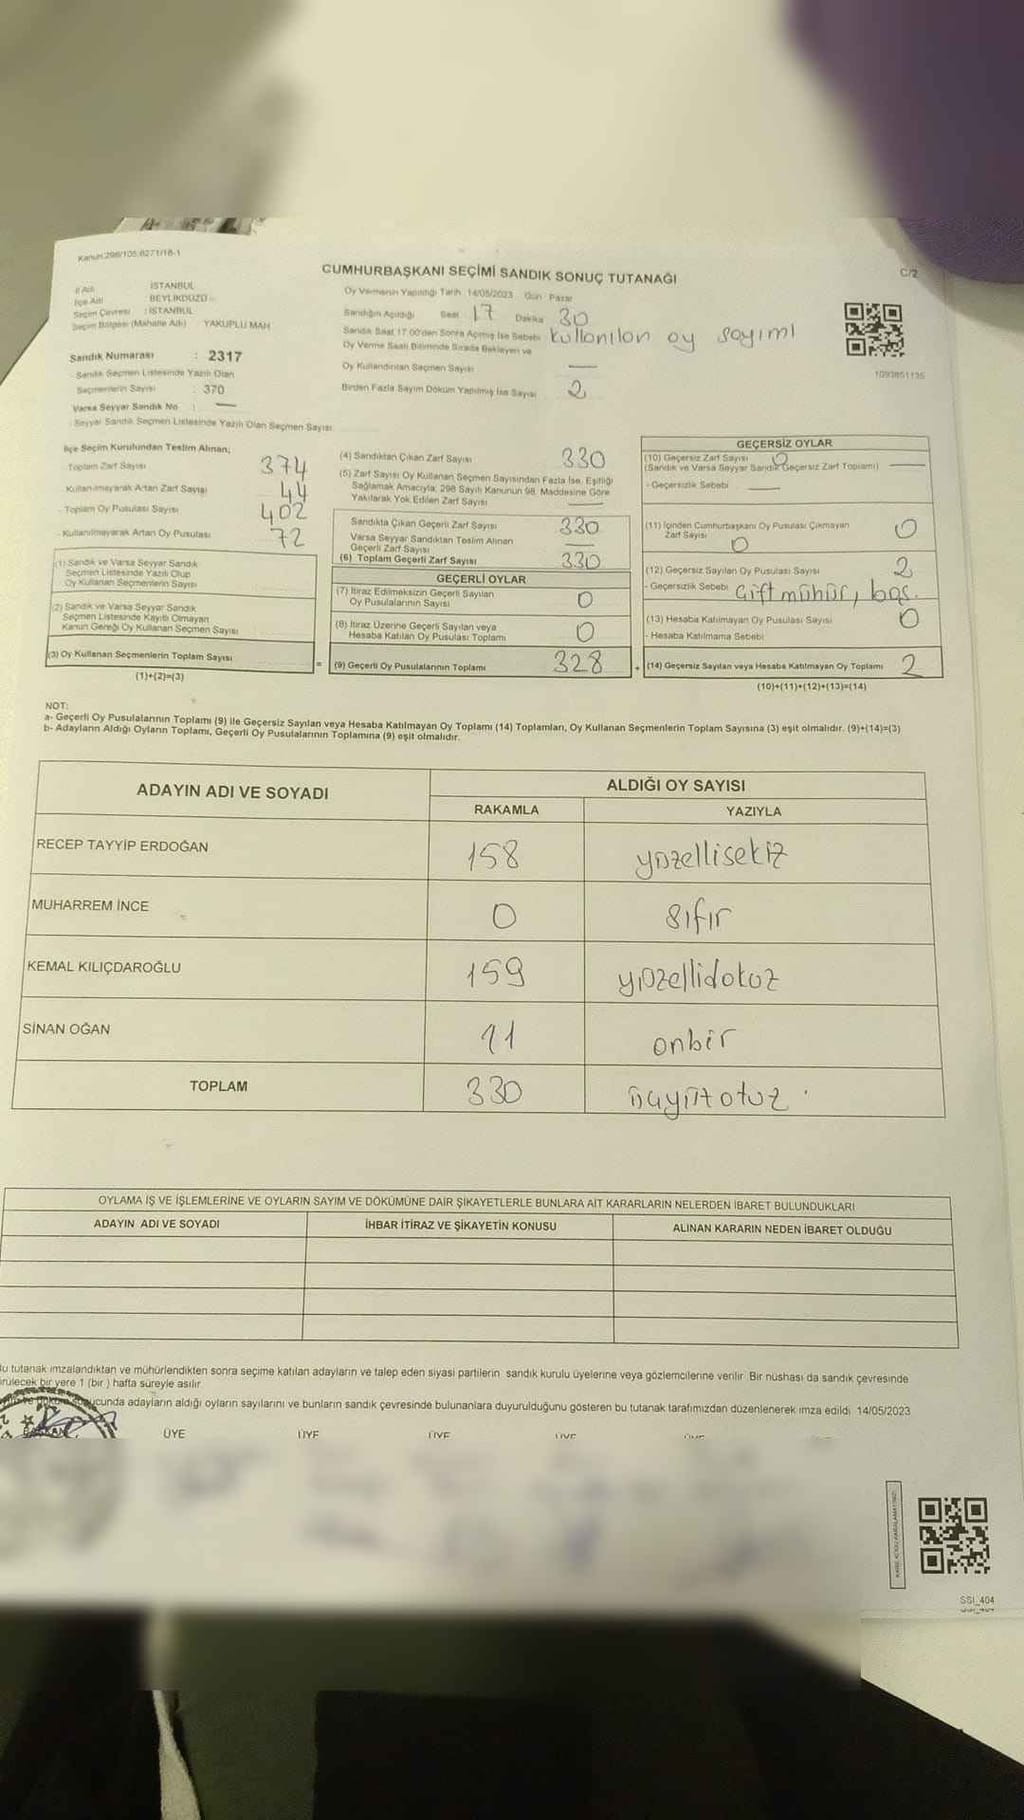 Kanun:298/105;6271/18-1
CUMHURBAŞKANI SEÇİMİ SANDIK SONUÇ TUTANAĞI
C/2
İl Adı İSTANBUL
İlçe Adı BEYLİKDÜZÜ
Seçim Çevresi : İSTANBUL
Seçim Bölgesi (Mahalle Adı) YAKUPLU MAH
Sandık Numarası : 2317
Sandık Seçmen Listesinde Yazılı Olan
Seçmenlerin Sayısı : 370
Varsa Seyyar Sandık No : —
Seyyar Sandık Seçmen Listesinde Yazılı Olan Seçmen Sayısı
Oy Vermenin Yapıldığı Tarih 14/05/2023 Gün Pazar
Sandığın Açıldığı Saat 17 Dakika 30
Sandık Saat 17.00'den Sonra Açılmış İse Sebebi kullanılan oy sayımı
Oy Verme Saati Bitiminde Sırada Bekleyen ve
Oy Kullandırılan Seçmen Sayısı —
Birden Fazla Sayım Döküm Yapılmış İse Sayısı 2
1093851135
İlçe Seçim Kurulundan Teslim Alınan;
Toplam Zarf Sayısı 374
- Kullanılmayarak Artan Zarf Sayısı 44
- Toplam Oy Pusulası Sayısı 402
- Kullanılmayarak Artan Oy Pusulası 72
(1) Sandık ve Varsa Seyyar Sandık
Seçmen Listesinde Yazılı Olup
Oy Kullanan Seçmenlerin Sayısı
(2) Sandık ve Varsa Seyyar Sandık
Seçmen Listesinde Kayıtlı Olmayan
Kanun Gereği Oy Kullanan Seçmen Sayısı
(3) Oy Kullanan Seçmenlerin Toplam Sayısı
(1)+(2)=(3)
=
(4) Sandıktan Çıkan Zarf Sayısı 330
(5) Zarf Sayısı Oy Kullanan Seçmen Sayısından Fazla İse, Eşitliği
Sağlamak Amacıyla, 298 Sayılı Kanunun 98. Maddesine Göre
Yakılarak Yok Edilen Zarf Sayısı —
Sandıkta Çıkan Geçerli Zarf Sayısı 330
Varsa Seyyar Sandıktan Teslim Alınan
Geçerli Zarf Sayısı —
(6) Toplam Geçerli Zarf Sayısı 330
GEÇERLİ OYLAR
(7) İtiraz Edilmeksizin Geçerli Sayılan
Oy Pusulalarının Sayısı 0
(8) İtiraz Üzerine Geçerli Sayılan veya
Hesaba Katılan Oy Pusulası Toplamı 0
(9) Geçerli Oy Pusulalarının Toplamı 328
+
GEÇERSİZ OYLAR
(10) Geçersiz Zarf Sayısı 0
(Sandık ve Varsa Seyyar Sandık Geçersiz Zarf Toplamı) —
- Geçersizlik Sebebi —
(11) İçinden Cumhurbaşkanı Oy Pusulası Çıkmayan 0
Zarf Sayısı 0
(12) Geçersiz Sayılan Oy Pusulası Sayısı 2
- Geçersizlik Sebebi Çift mühür, boş.
(13) Hesaba Katılmayan Oy Pusulası Sayısı 0
- Hesaba Katılmama Sebebi
(14) Geçersiz Sayılan veya Hesaba Katılmayan Oy Toplamı 2
(10)+(11)+(12)+(13)=(14)
NOT:
a- Geçerli Oy Pusulalarının Toplamı (9) ile Geçersiz Sayılan veya Hesaba Katılmayan Oy Toplamı (14) Toplamları, Oy Kullanan Seçmenlerin Toplam Sayısına (3) eşit olmalıdır. (9)+(14)=(3)
b- Adayların Aldığı Oyların Toplamı, Geçerli Oy Pusulalarının Toplamına (9) eşit olmalıdır.
ADAYIN ADI VE SOYADI
ALDIĞI OY SAYISI
RAKAMLA YAZIYLA
RECEP TAYYİP ERDOĞAN 158 yüzellisekiz
MUHARREM İNCE 0 sıfır
KEMAL KILIÇDAROĞLU 159 yüzellidokuz
SİNAN OĞAN 11 onbir
TOPLAM 330 üçyüzotuz
OYLAMA İŞ VE İŞLEMLERİNE VE OYLARIN SAYIM VE DÖKÜMÜNE DAİR ŞİKAYETLERLE BUNLARA AİT KARARLARIN NELERDEN İBARET BULUNDUKLARI
ADAYIN ADI VE SOYADI İHBAR İTİRAZ VE ŞİKAYETİN KONUSU ALINAN KARARIN NEDEN İBARET OLDUĞU
tutanak imzalandıktan ve mühürlendikten sonra seçime katılan adayların ve talep eden siyasi partilerin sandık kurulu üyelerine veya gözlemcilerine verilir. Bir nüshası da sandık çevresinde
bir yere 1 (bir) hafta süreyle asılır.
adayların aldığı oyların sayılarını ve bunların sandık çevresinde bulunanlara duyurulduğunu gösteren bu tutanak tarafımızdan düzenlenerek imza edildi. 14/05/2023
BAŞKAN ÜYE ÜYE ÜYE ÜYE
SSI_404